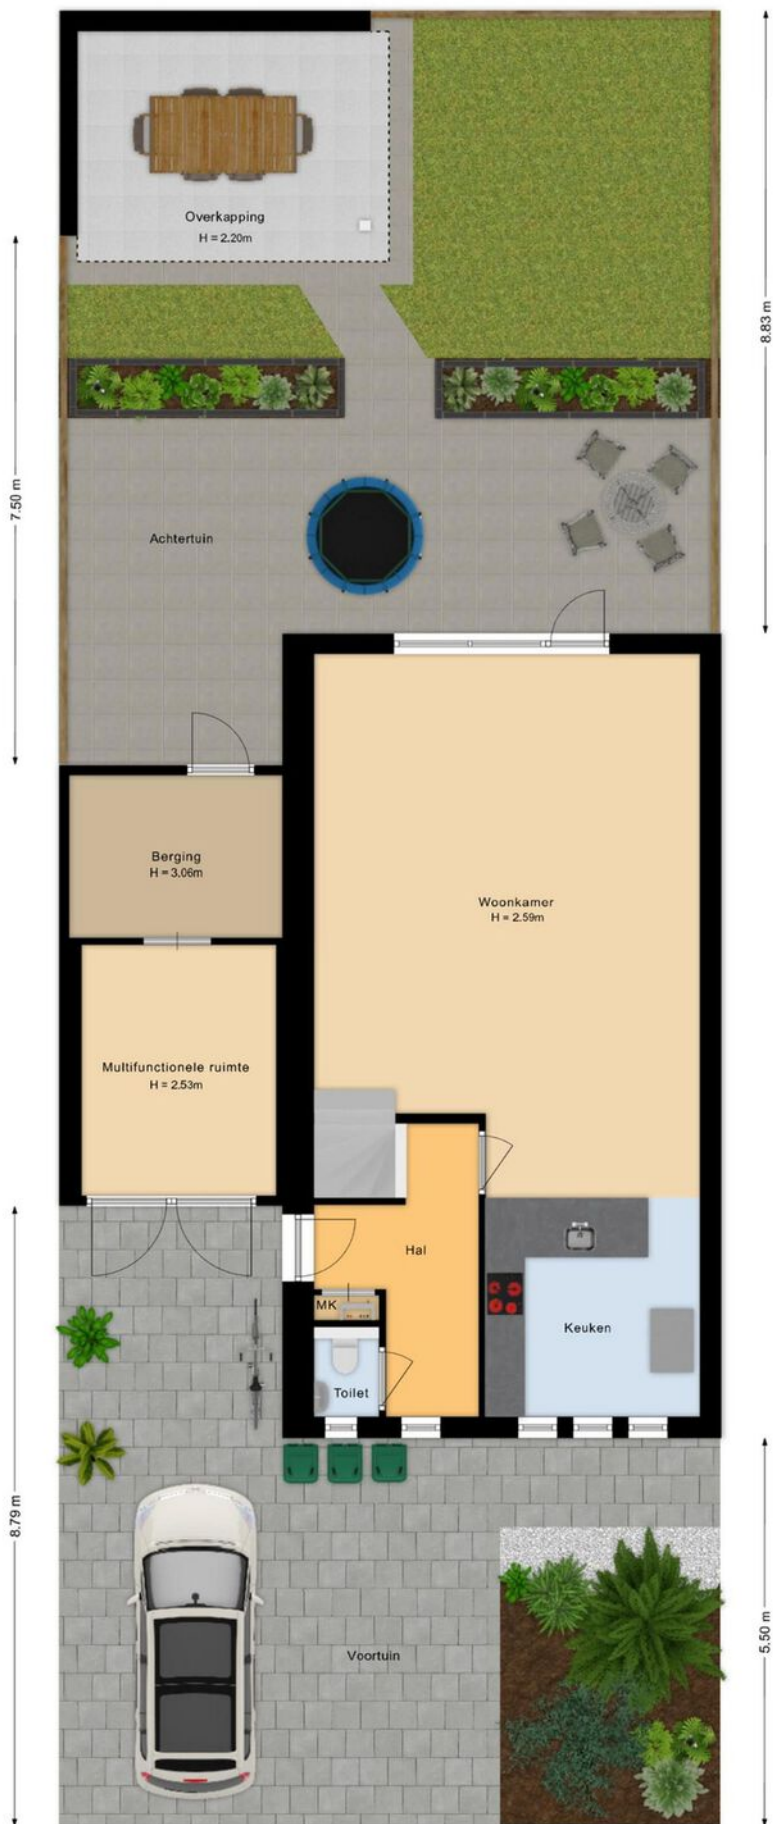 Overkapping
H = 2.20m
8.83 m
7.50 m
Achtertuin
Berging
H = 3.06m
Woonkamer
H = 2.59m
Multifunctionele ruimte
H = 2.53m
Hal
MK
Keuken
Toilet
8.79 m
5.50 m
Voortuin